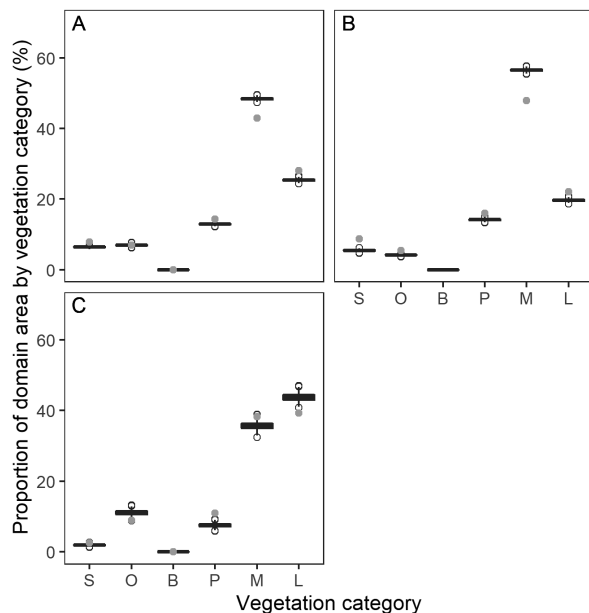 A
B
60
40
20
0
S O B P M L
C
60
40
20
0
S O B P M L
Proportion of domain area by vegetation category (%)
Vegetation category